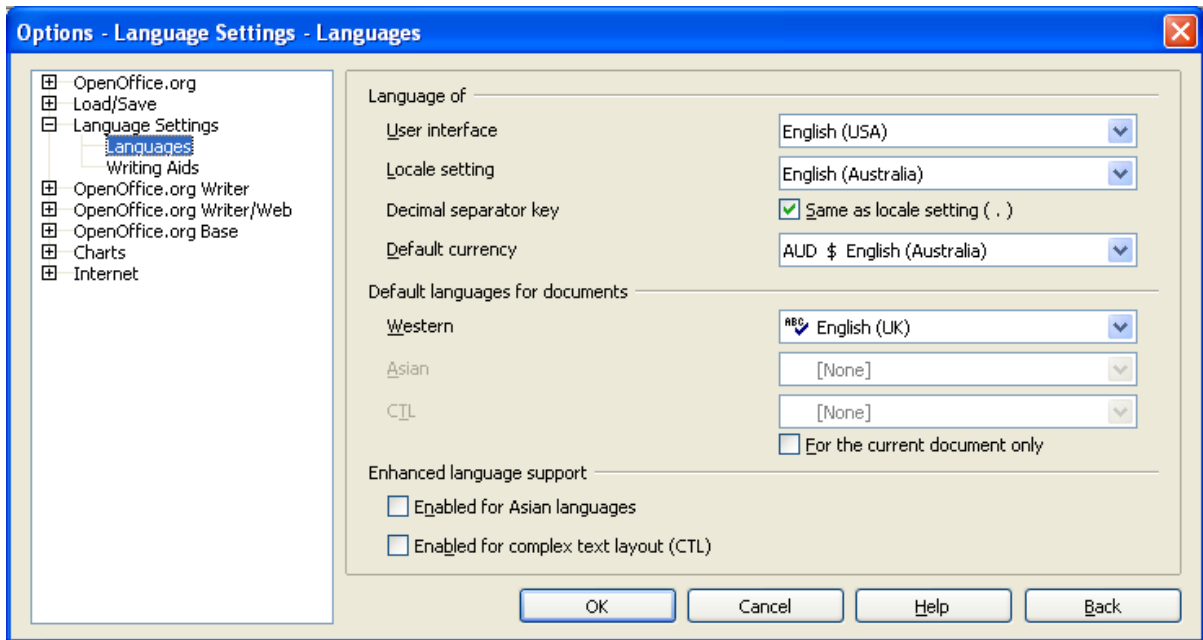 Options - Language Settings - Languages
OpenOffice.org
Load/Save
Language Settings
Languages
Writing Aids
OpenOffice.org Writer
OpenOffice.org Writer/Web
OpenOffice.org Base
Charts
Internet
Language of
User interface
English (USA)
Locale setting
English (Australia)
Decimal separator key
Same as locale setting ( . )
Default currency
AUD $ English (Australia)
Default languages for documents
Western
ABC English (UK)
Asian
[None]
CTL
[None]
For the current document only
Enhanced language support
Enabled for Asian languages
Enabled for complex text layout (CTL)
OK
Cancel
Help
Back